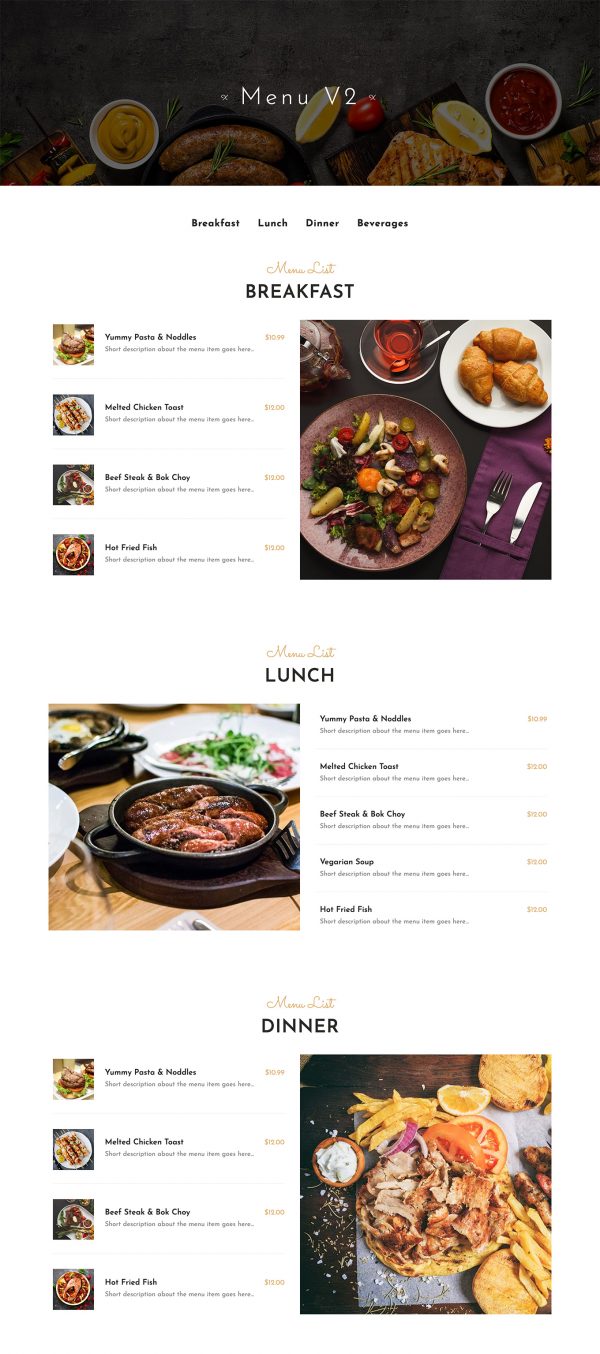 Menu V2
Breakfast Lunch Dinner Beverages
Menu List
BREAKFAST
Yummy Pasta & Noddles $10.99
Short description about the menu item goes here...
Melted Chicken Toast $12.00
Short description about the menu item goes here...
Beef Steak & Bok Choy $12.00
Short description about the menu item goes here...
Hot Fried Fish $12.00
Short description about the menu item goes here...
Menu List
LUNCH
Yummy Pasta & Noddles $10.99
Short description about the menu item goes here...
Melted Chicken Toast $12.00
Short description about the menu item goes here...
Beef Steak & Bok Choy $12.00
Short description about the menu item goes here...
Vegarian Soup $12.00
Short description about the menu item goes here...
Hot Fried Fish $12.00
Short description about the menu item goes here...
Menu List
DINNER
Yummy Pasta & Noddles $10.99
Short description about the menu item goes here...
Melted Chicken Toast $12.00
Short description about the menu item goes here...
Beef Steak & Bok Choy $12.00
Short description about the menu item goes here...
Hot Fried Fish $12.00
Short description about the menu item goes here...